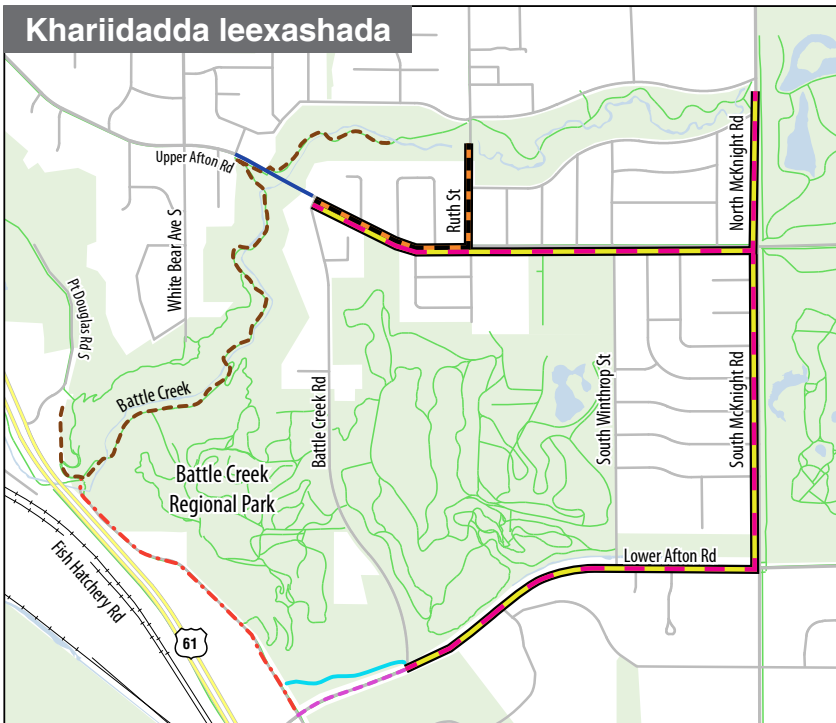 Khariidadda leexashada
Upper Afton Rd
White Bear Ave S
Ruth St
North McKnight Rd
Pt Douglas Rd S
Battle Creek
Battle Creek Rd
South Winthrop St
South McKnight Rd
Battle Creek
Regional Park
Fish Hatchery Rd
Lower Afton Rd
61